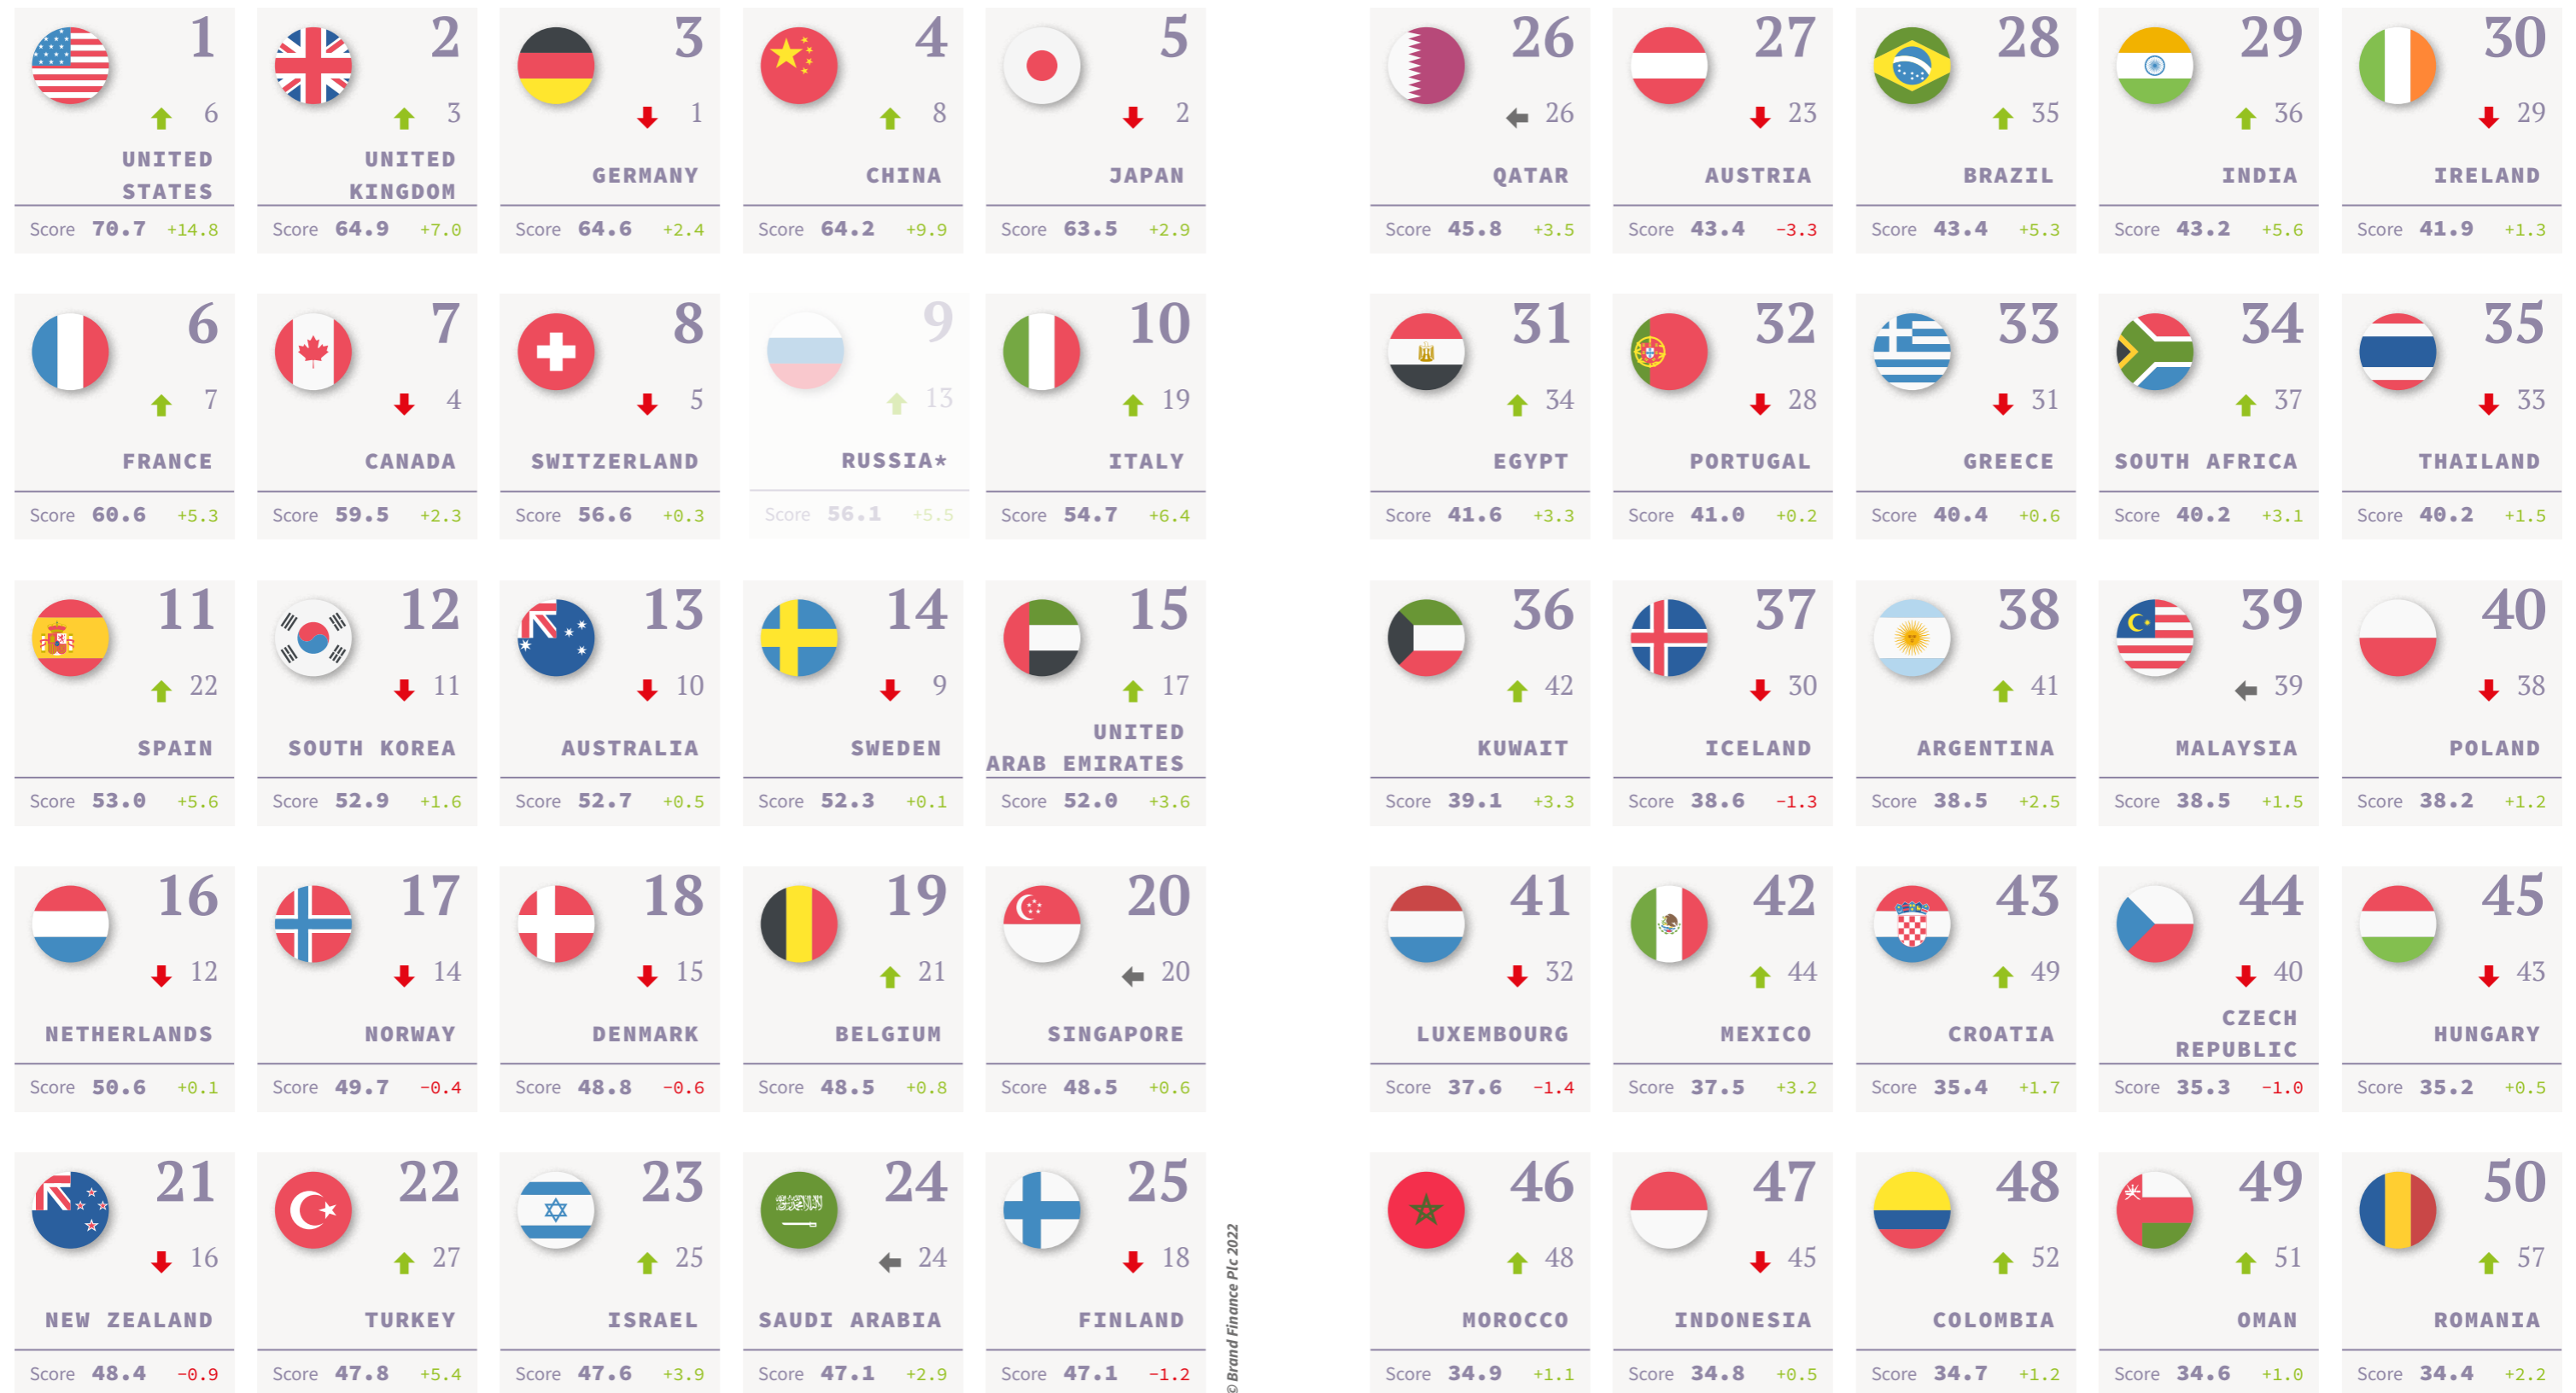 1
6
UNITED
STATES
Score 70.7 +14.8
2
3
UNITED
KINGDOM
Score 64.9 +7.0
3
1
GERMANY
Score 64.6 +2.4
4
8
CHINA
Score 64.2 +9.9
5
2
JAPAN
Score 63.5 +2.9
6
7
FRANCE
Score 60.6 +5.3
7
4
CANADA
Score 59.5 +2.3
8
5
SWITZERLAND
Score 56.6 +0.3
9
13
RUSSIA*
Score 56.1 +5.5
10
19
ITALY
Score 54.7 +6.4
11
22
SPAIN
Score 53.0 +5.6
12
11
SOUTH KOREA
Score 52.9 +1.6
13
10
AUSTRALIA
Score 52.7 +0.5
14
9
SWEDEN
Score 52.3 +0.1
15
17
UNITED
ARAB EMIRATES
Score 52.0 +3.6
16
12
NETHERLANDS
Score 50.6 +0.1
17
14
NORWAY
Score 49.7 -0.4
18
15
DENMARK
Score 48.8 -0.6
19
21
BELGIUM
Score 48.5 +0.8
20
20
SINGAPORE
Score 48.5 +0.6
21
16
NEW ZEALAND
Score 48.4 -0.9
22
27
TURKEY
Score 47.8 +5.4
23
25
ISRAEL
Score 47.6 +3.9
24
24
SAUDI ARABIA
Score 47.1 +2.9
25
18
FINLAND
Score 47.1 -1.2
© Brand Finance Plc 2022
26
26
QATAR
Score 45.8 +3.5
27
23
AUSTRIA
Score 43.4 -3.3
28
35
BRAZIL
Score 43.4 +5.3
29
36
INDIA
Score 43.2 +5.6
30
29
IRELAND
Score 41.9 +1.3
31
34
EGYPT
Score 41.6 +3.3
32
28
PORTUGAL
Score 41.0 +0.2
33
31
GREECE
Score 40.4 +0.6
34
37
SOUTH AFRICA
Score 40.2 +3.1
35
33
THAILAND
Score 40.2 +1.5
36
42
KUWAIT
Score 39.1 +3.3
37
30
ICELAND
Score 38.6 -1.3
38
41
ARGENTINA
Score 38.5 +2.5
39
39
MALAYSIA
Score 38.5 +1.5
40
38
POLAND
Score 38.2 +1.2
41
32
LUXEMBOURG
Score 37.6 -1.4
42
44
MEXICO
Score 37.5 +3.2
43
49
CROATIA
Score 35.4 +1.7
44
40
CZECH
REPUBLIC
Score 35.3 -1.0
45
43
HUNGARY
Score 35.2 +0.5
46
48
MOROCCO
Score 34.9 +1.1
47
45
INDONESIA
Score 34.8 +0.5
48
52
COLOMBIA
Score 34.7 +1.2
49
51
OMAN
Score 34.6 +1.0
50
57
ROMANIA
Score 34.4 +2.2